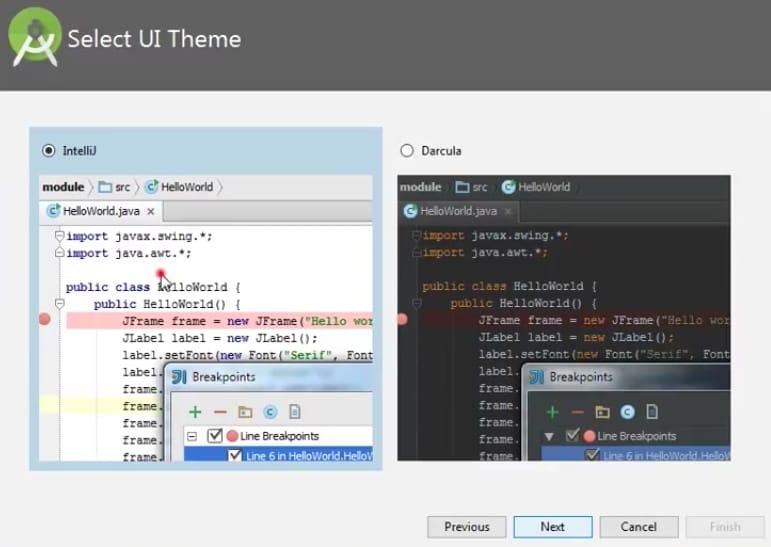 Select UI Theme
IntelliJ
module src HelloWorld
HelloWorld.java
import javax.swing.*;
import java.awt.*;
public class HelloWorld {
public HelloWorld() {
JFrame frame = new JFrame("Hello wor
JLabel label = new JLabel();
label.setFont(new Font("Serif", Font
label.
frame.
frame.
frame.
frame.
frame.
Breakpoints
Line Breakpoints
Line 6 in HelloWorld.HelloW
Darcula
module src HelloWorld
HelloWorld.java
import javax.swing.*;
import java.awt.*;
public class HelloWorld {
public HelloWorld() {
JFrame frame = new JFrame("Hello wor
JLabel label = new JLabel();
label.setFont(new Font("Serif", Font
label.
frame.
frame.
frame.
frame.
frame.
Breakpoints
Line Breakpoints
Line 6 in HelloWorld.HelloW
Previous
Next
Cancel
Finish